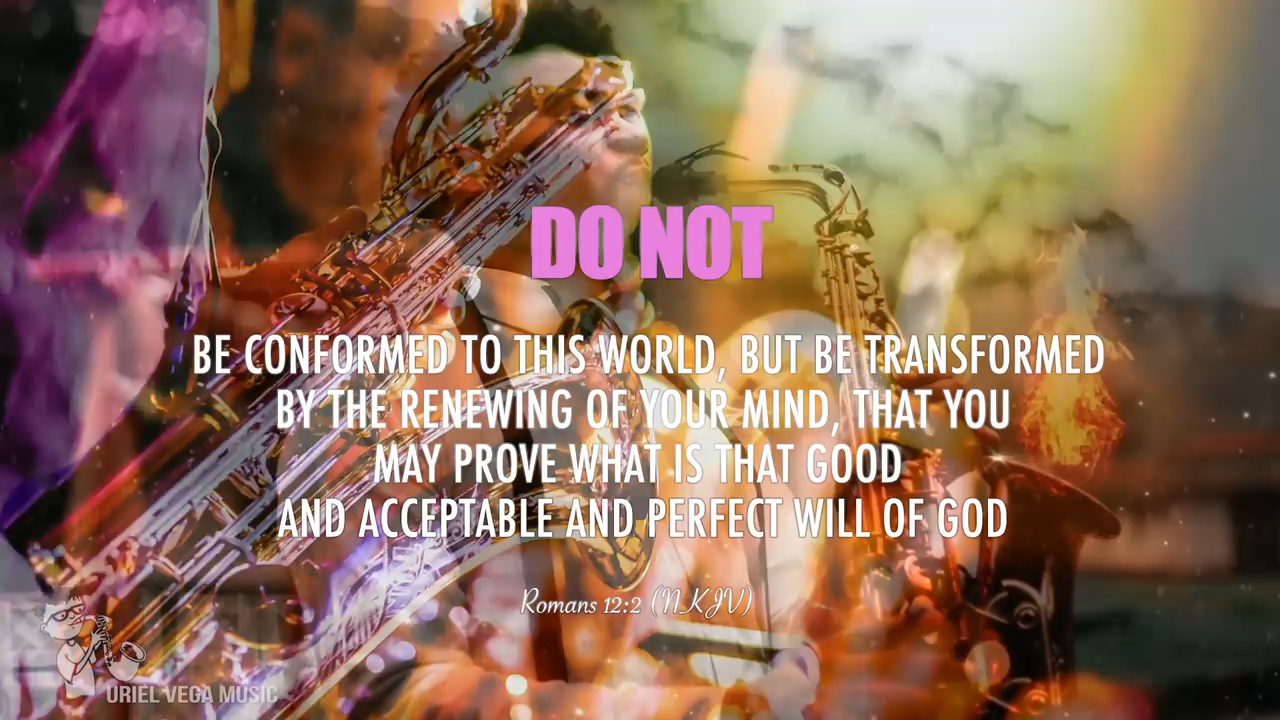 DO NOT
BE CONFORMED TO THIS WORLD, BUT BE TRANSFORMED
BY THE RENEWING OF YOUR MIND, THAT YOU
MAY PROVE WHAT IS THAT GOOD
AND ACCEPTABLE AND PERFECT WILL OF GOD
Romans 12:2 (NKJV)
URIEL VEGA MUSIC